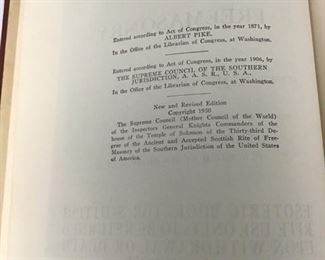 Entered according to Act of Congress, in the year 1871, by
ALBERT PIKE,
In the Office of the Librarian of Congress, at Washington.
Entered according to Act of Congress, in the year 1906, by
THE SUPREME COUNCIL OF THE SOUTHERN
JURISDICTION, A. A. S. R., U. S. A.,
In the Office of the Librarian of Congress, at Washington.
New and Revised Edition
Copyright 1950
The Supreme Council (Mother Council of the World)
of the Inspectors General Knights Commanders of the
House of the Temple of Solomon of the Thirty-third De-
gree of the Ancient and Accepted Scottish Rite of Free-
Masonry of the Southern Jurisdiction of the United States
of America.